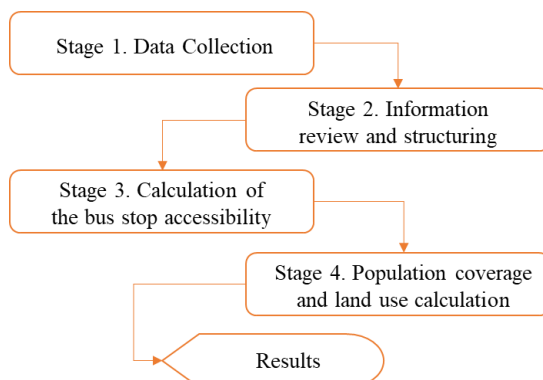 Stage 1. Data Collection
Stage 2. Information
review and structuring
Stage 3. Calculation of
the bus stop accessibility
Stage 4. Population coverage
and land use calculation
Results